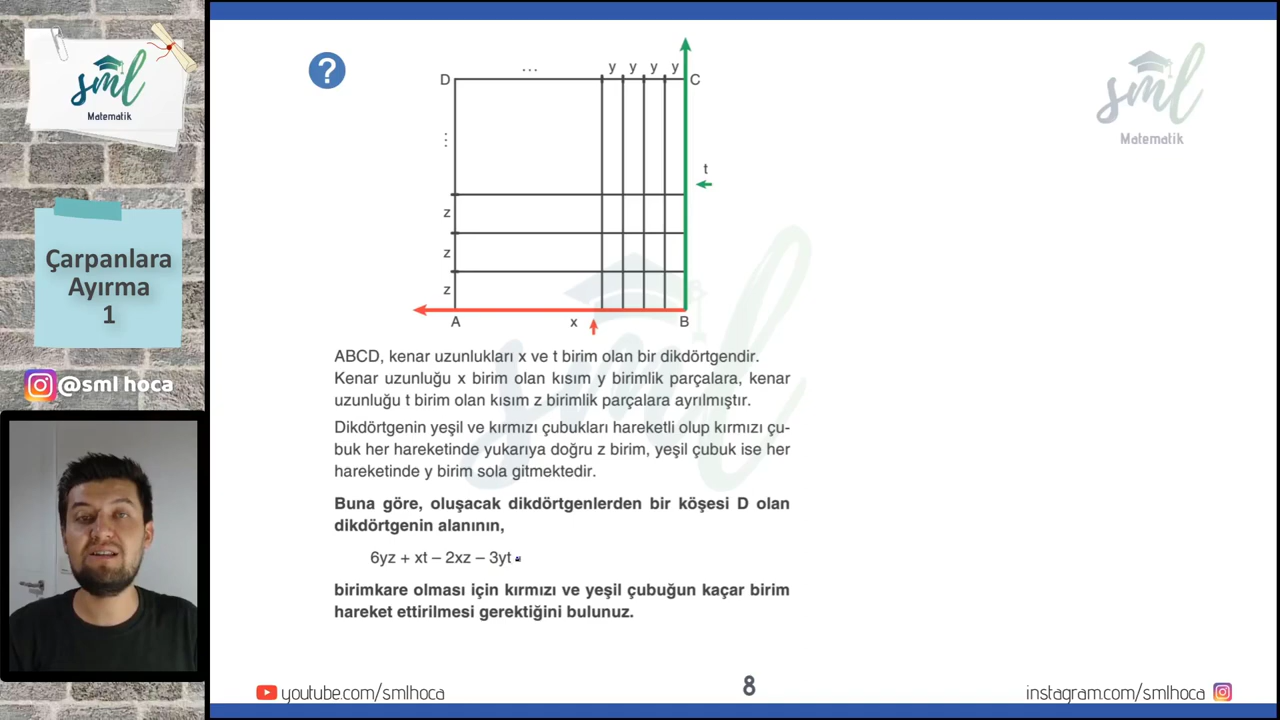 sml
Matematik
Çarpanlara
Ayırma
1
@sml hoca
?
D
...
y y y y
C
sml
Matematik
⋮
t
z
z
z
A
x
B
ABCD, kenar uzunlukları x ve t birim olan bir dikdörtgendir.
Kenar uzunluğu x birim olan kısım y birimlik parçalara, kenar
uzunluğu t birim olan kısım z birimlik parçalara ayrılmıştır.
Dikdörtgenin yeşil ve kırmızı çubukları hareketli olup kırmızı çu-
buk her hareketinde yukarıya doğru z birim, yeşil çubuk ise her
hareketinde y birim sola gitmektedir.
Buna göre, oluşacak dikdörtgenlerden bir köşesi D olan
dikdörtgenin alanının,
6yz + xt – 2xz – 3yt
birimkare olması için kırmızı ve yeşil çubuğun kaçar birim
hareket ettirilmesi gerektiğini bulunuz.
youtube.com/smlhoca
8
instagram.com/smlhoca